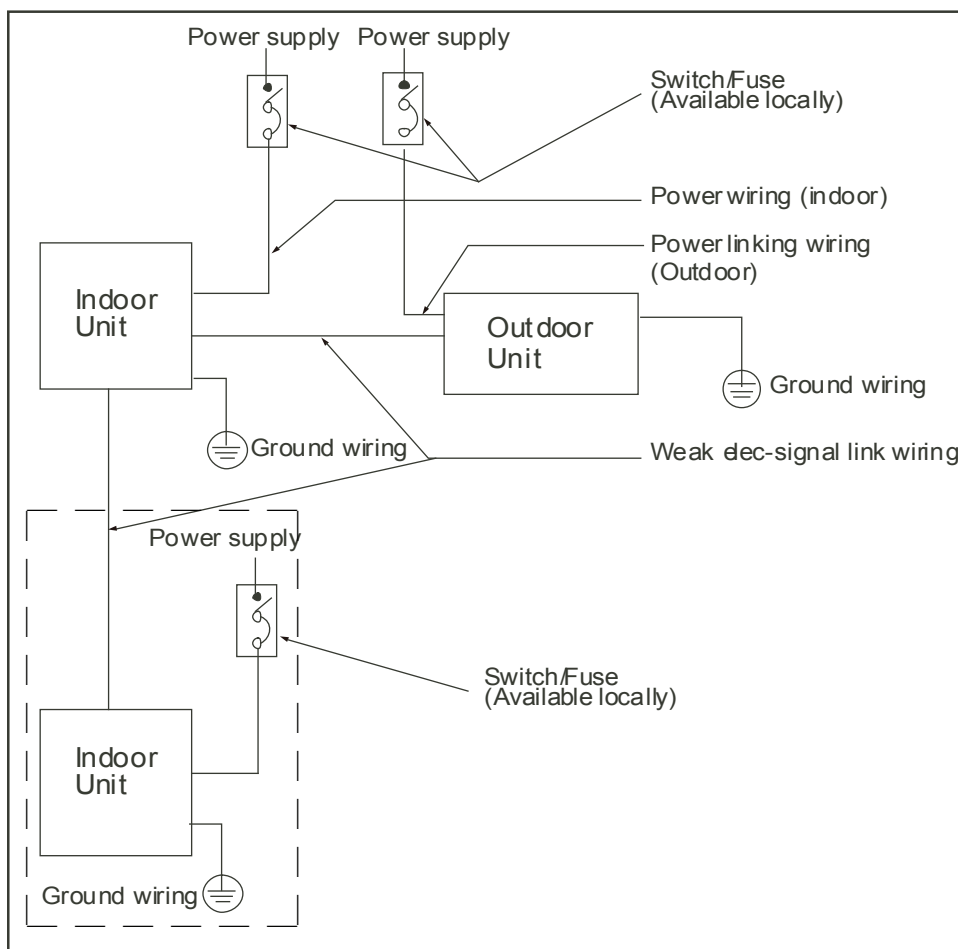 Power supply
Power supply
Switch/Fuse
(Available locally)
Power wiring (indoor)
Power linking wiring
(Outdoor)
Indoor
Unit
Outdoor
Unit
Ground wiring
Ground wiring
Weak elec-signal link wiring
Power supply
Switch/Fuse
(Available locally)
Indoor
Unit
Ground wiring